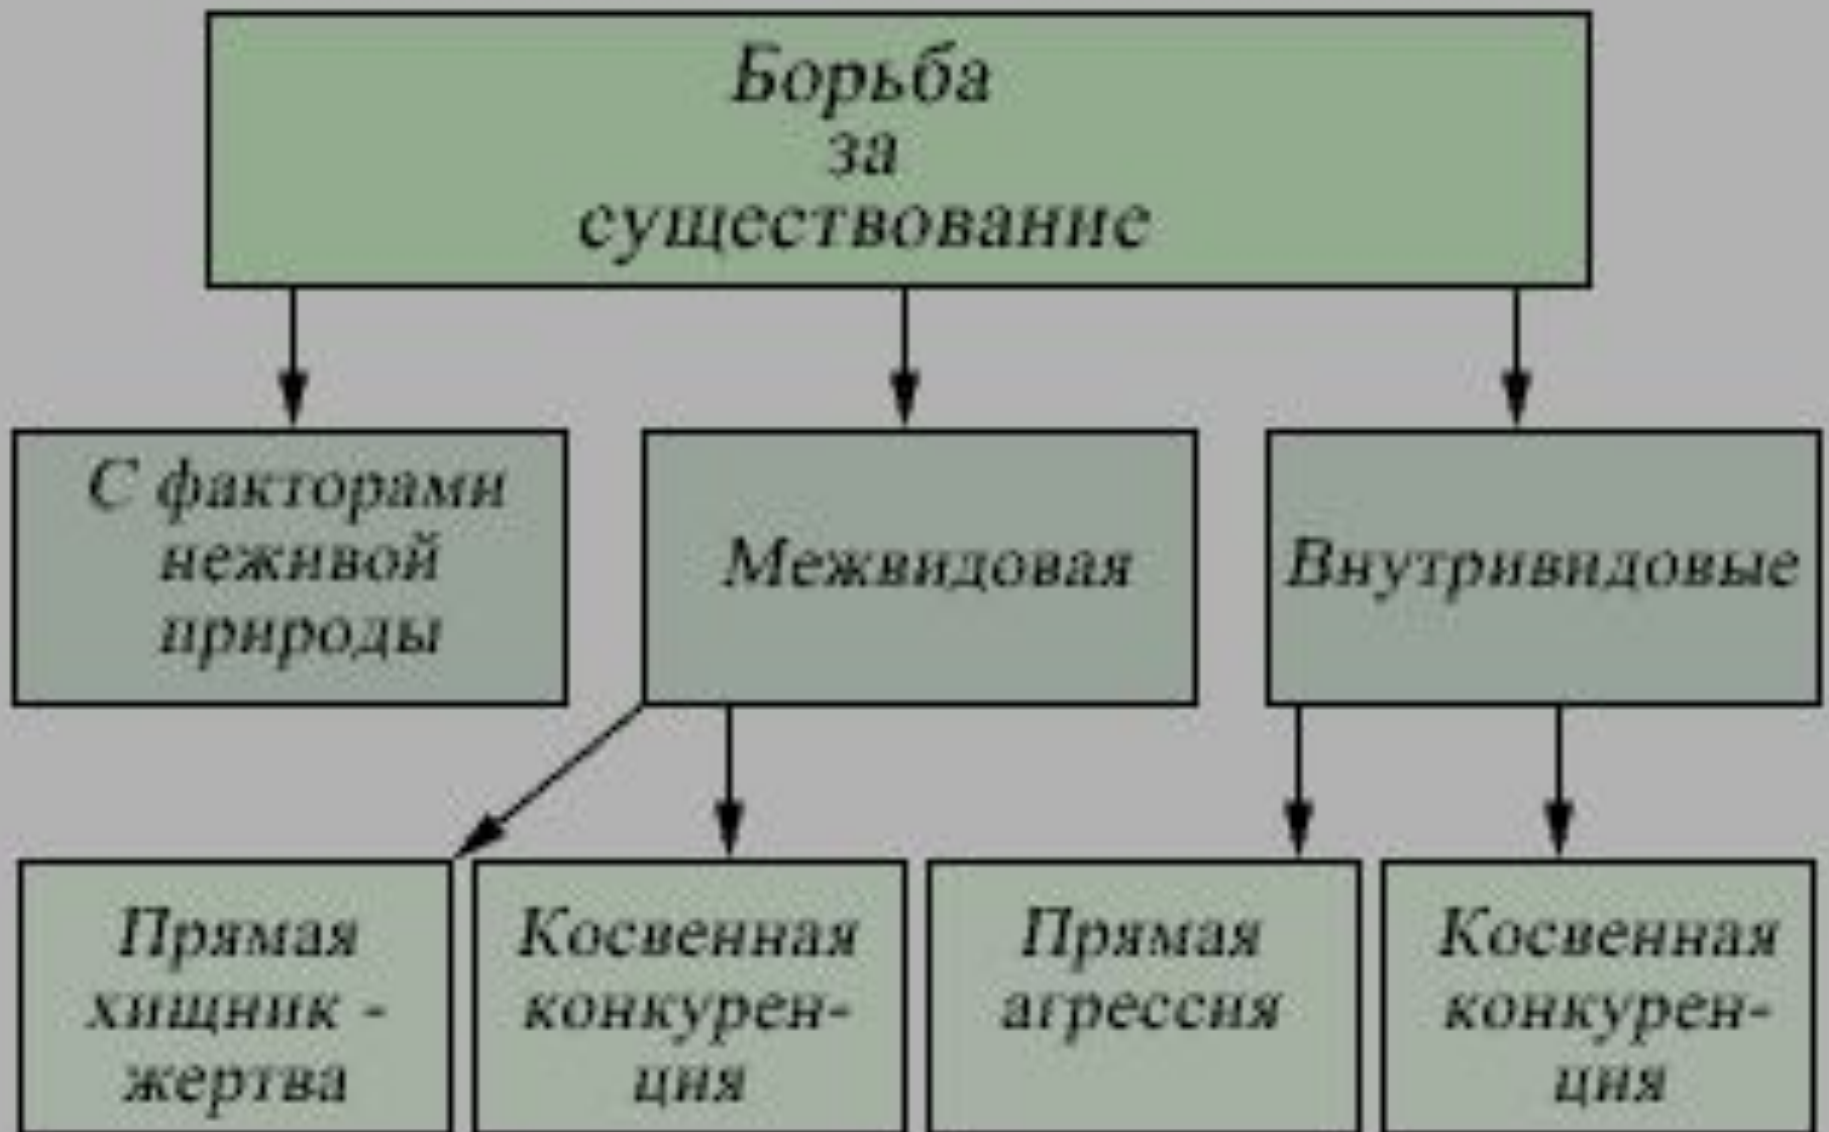 Борьба
за
существование
С факторами
неживой
природы
Межвидовая
Внутривидовые
Прямая
хищник -
жертва
Косвенная
конкурен-
ция
Прямая
агрессия
Косвенная
конкурен-
ция